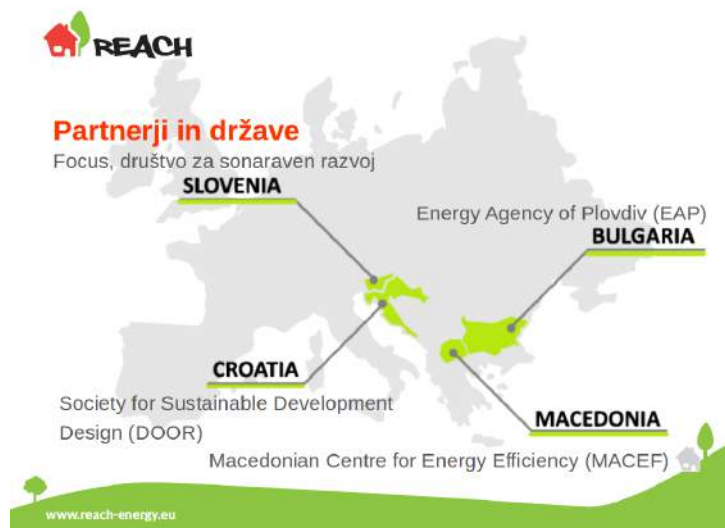 REACH
Partnerji in države
Focus, društvo za sonaraven razvoj
SLOVENIA
Energy Agency of Plovdiv (EAP)
BULGARIA
CROATIA
Society for Sustainable Development
Design (DOOR)
MACEDONIA
Macedonian Centre for Energy Efficiency (MACEF)
www.reach-energy.eu